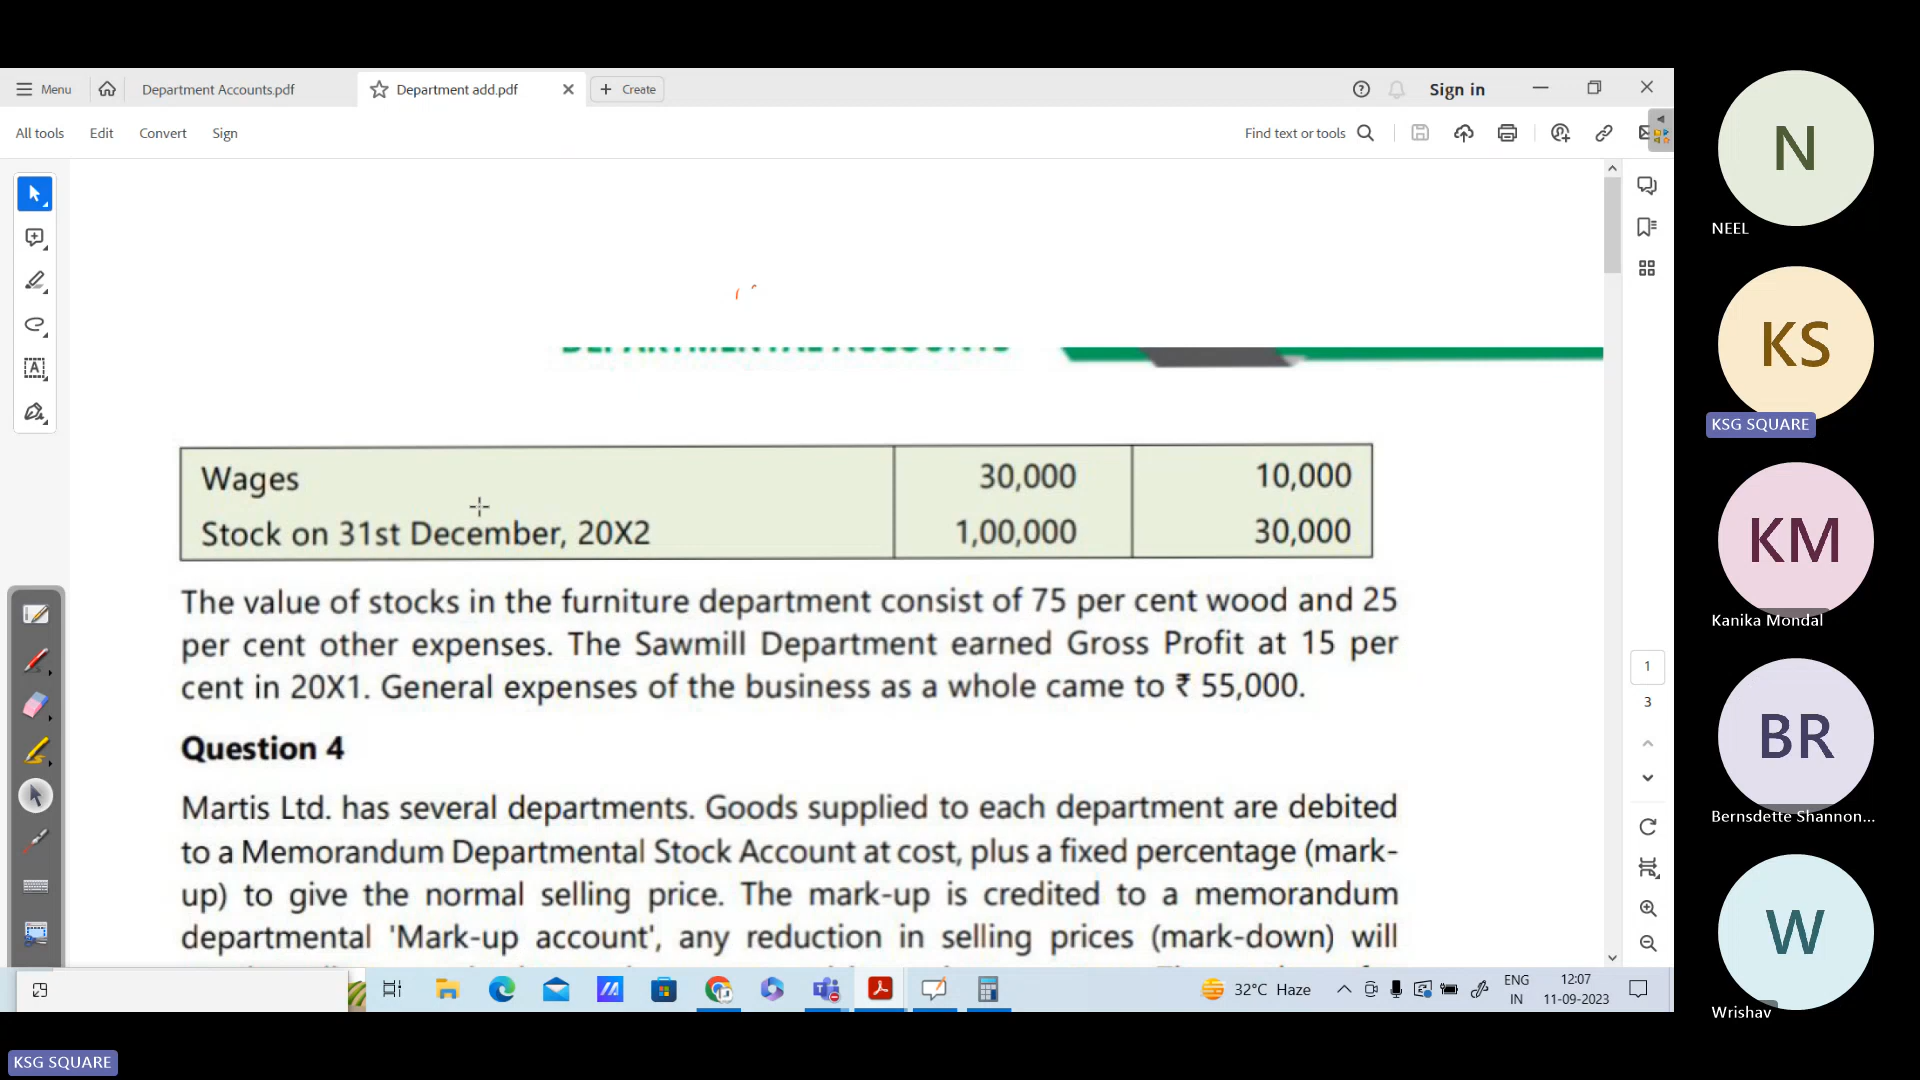 Menu
Department Accounts.pdf
Department add.pdf
Create
Sign in
All tools
Edit
Convert
Sign
Find text or tools
DEPARTMENTAL ACCOUNTS
Wages 30,000 10,000
Stock on 31st December, 20X2 1,00,000 30,000
The value of stocks in the furniture department consist of 75 per cent wood and 25
per cent other expenses. The Sawmill Department earned Gross Profit at 15 per
cent in 20X1. General expenses of the business as a whole came to ₹ 55,000.
Question 4
Martis Ltd. has several departments. Goods supplied to each department are debited
to a Memorandum Departmental Stock Account at cost, plus a fixed percentage (mark-
up) to give the normal selling price. The mark-up is credited to a memorandum
departmental 'Mark-up account', any reduction in selling prices (mark-down) will
1
3
32°C Haze
ENG
IN
12:07
11-09-2023
N
NEEL
KS
KSG SQUARE
KM
Kanika Mondal
BR
Bernsdette Shannon...
W
Wrishav
KSG SQUARE